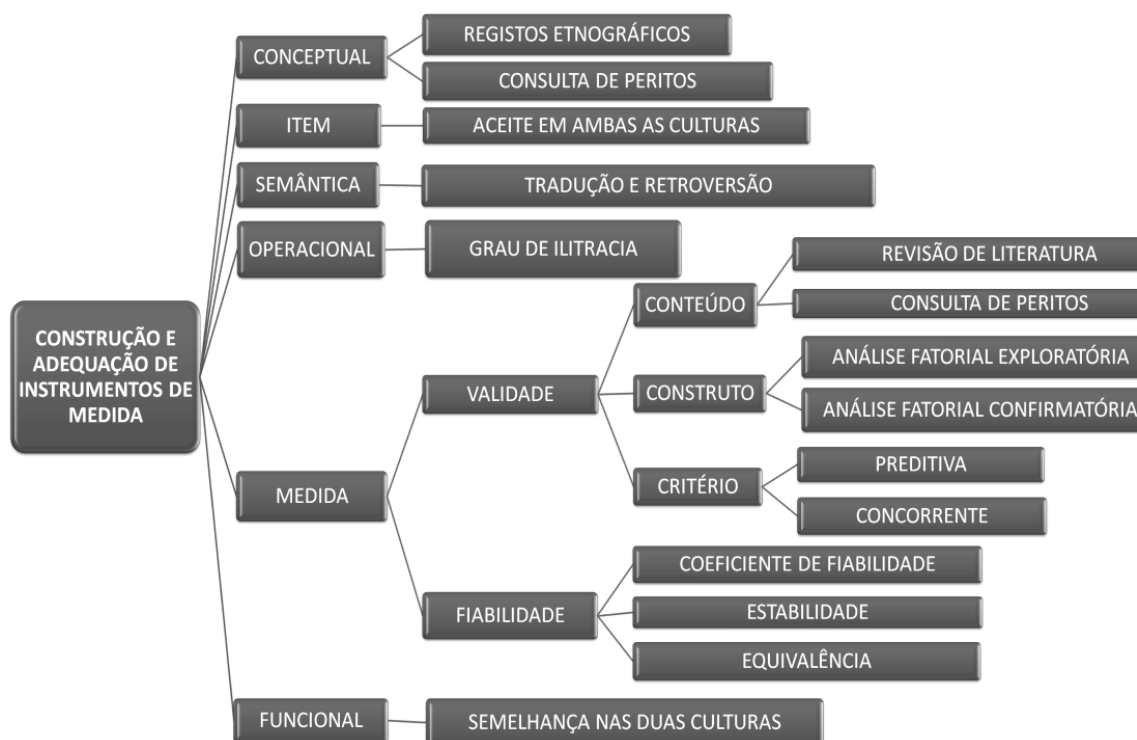 REGISTOS ETNOGRÁFICOS
CONCEPTUAL
CONSULTA DE PERITOS
ITEM
ACEITE EM AMBAS AS CULTURAS
SEMÂNTICA
TRADUÇÃO E RETROVERSÃO
OPERACIONAL
GRAU DE ILITRACIA
REVISÃO DE LITERATURA
CONTEÚDO
CONSULTA DE PERITOS
CONSTRUÇÃO E
ADEQUAÇÃO DE
INSTRUMENTOS DE
MEDIDA
ANÁLISE FATORIAL EXPLORATÓRIA
VALIDADE
CONSTRUTO
ANÁLISE FATORIAL CONFIRMATÓRIA
PREDITIVA
MEDIDA
CRITÉRIO
CONCORRENTE
COEFICIENTE DE FIABILIDADE
FIABILIDADE
ESTABILIDADE
EQUIVALÊNCIA
FUNCIONAL
SEMELHANÇA NAS DUAS CULTURAS